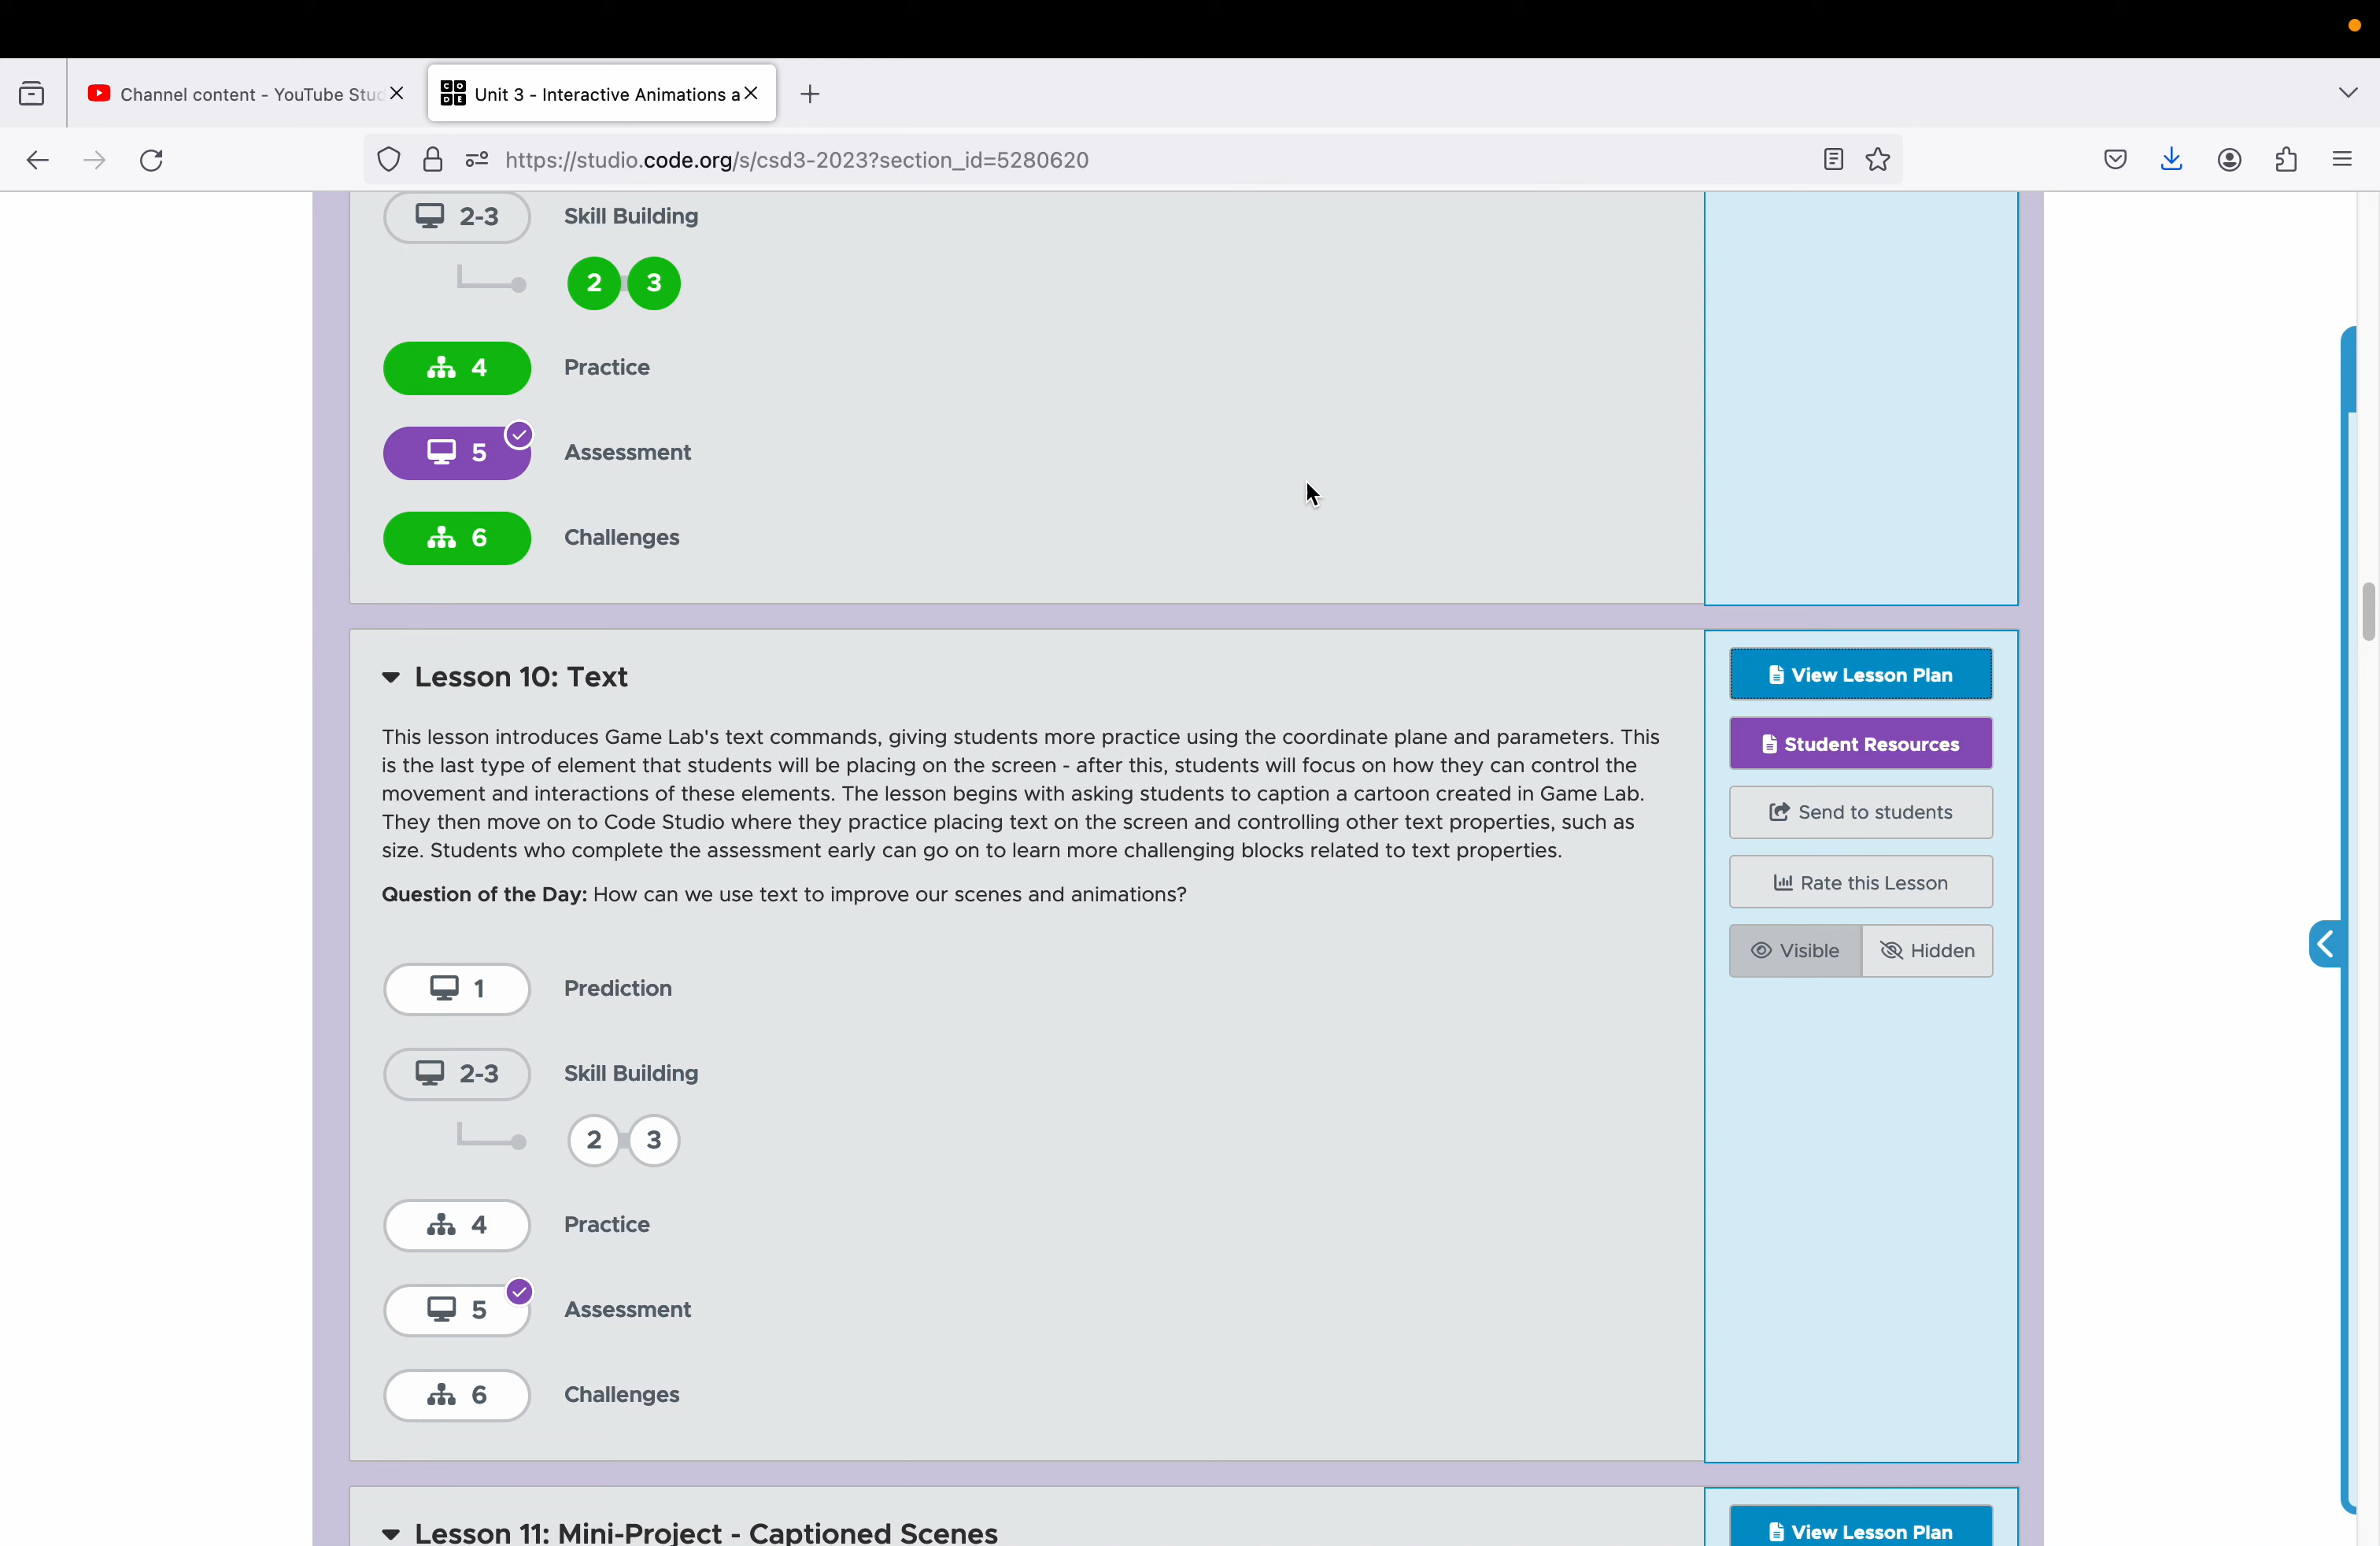 Channel content - YouTube Stu
CODE
Unit 3 - Interactive Animations a
https://studio.code.org/s/csd3-2023?section_id=5280620
2-3 Skill Building
2 3
4 Practice
5 Assessment
6 Challenges
Lesson 10: Text
View Lesson Plan
Student Resources
Send to students
Rate this Lesson
Visible Hidden
This lesson introduces Game Lab's text commands, giving students more practice using the coordinate plane and parameters. This
is the last type of element that students will be placing on the screen - after this, students will focus on how they can control the
movement and interactions of these elements. The lesson begins with asking students to caption a cartoon created in Game Lab.
They then move on to Code Studio where they practice placing text on the screen and controlling other text properties, such as
size. Students who complete the assessment early can go on to learn more challenging blocks related to text properties.
Question of the Day: How can we use text to improve our scenes and animations?
1 Prediction
2-3 Skill Building
2 3
4 Practice
5 Assessment
6 Challenges
Lesson 11: Mini-Project - Captioned Scenes
View Lesson Plan